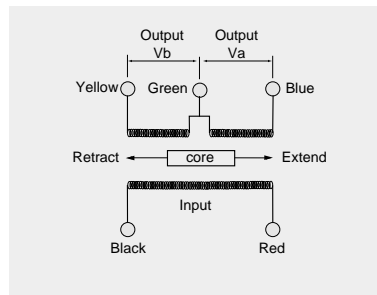 Output Output
Vb Va
Yellow Green Blue
Retract core Extend
Input
Black Red